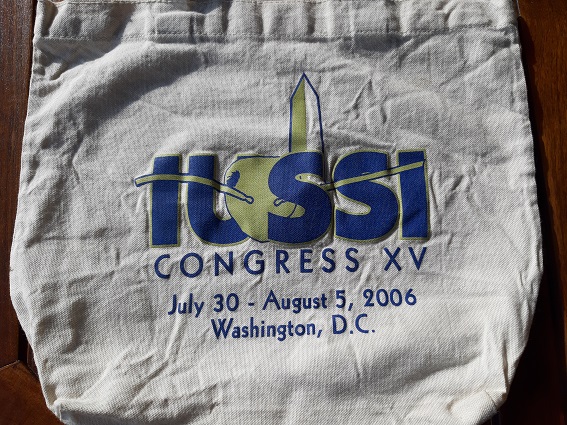 IUSSI
CONGRESS XV
July 30 - August 5, 2006
Washington, D.C.